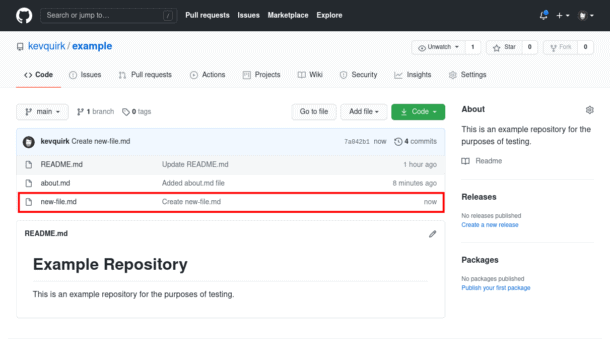 Search or jump to... /
Pull requests Issues Marketplace Explore
kevquirk / example
Unwatch 1 Star 0 Fork 0
Code Issues Pull requests Actions Projects Wiki Security Insights Settings
main 1 branch 0 tags Go to file Add file Code
kevquirk Create new-file.md 7a042b1 now 4 commits
README.md Update README.md 1 hour ago
about.md Added about.md file 8 minutes ago
new-file.md Create new-file.md now
README.md
Example Repository
This is an example repository for the purposes of testing.
About
This is an example repository for the
purposes of testing.
Readme
Releases
No releases published
Create a new release
Packages
No packages published
Publish your first package